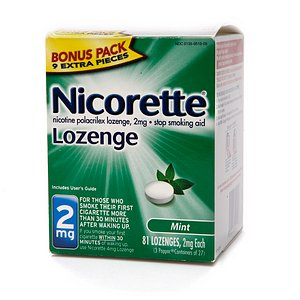 BONUS PACK
9 EXTRA PIECES
Nicorette
nicotine polacrilex lozenge, 2mg • stop smoking aid
Lozenge
Includes User's Guide
2
mg
FOR THOSE WHO
SMOKE THEIR FIRST
CIGARETTE MORE
THAN 30 MINUTES
AFTER WAKING UP.
If you smoke your first
cigarette WITHIN 30
MINUTES of waking up,
use Nicorette 4mg Lozenge
Mint
81 LOZENGES, 2mg Each
(3 Poppac Containers of 27)